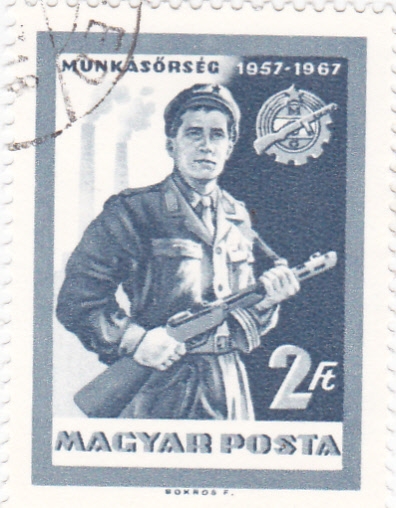 MUNKÁSŐRSÉG 1957-1967
2 Ft
MAGYAR POSTA
BOKROS F.